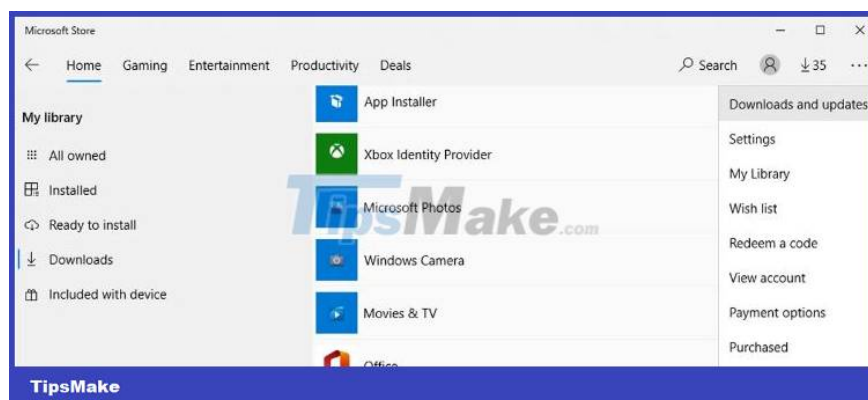 Microsoft Store
Home Gaming Entertainment Productivity Deals Search 35
My library
All owned
Installed
Ready to install
Downloads
Included with device
App Installer
Xbox Identity Provider
Microsoft Photos
Windows Camera
Movies & TV
Office
Downloads and updates
Settings
My Library
Wish list
Redeem a code
View account
Payment options
Purchased
TipsMake.com
TipsMake